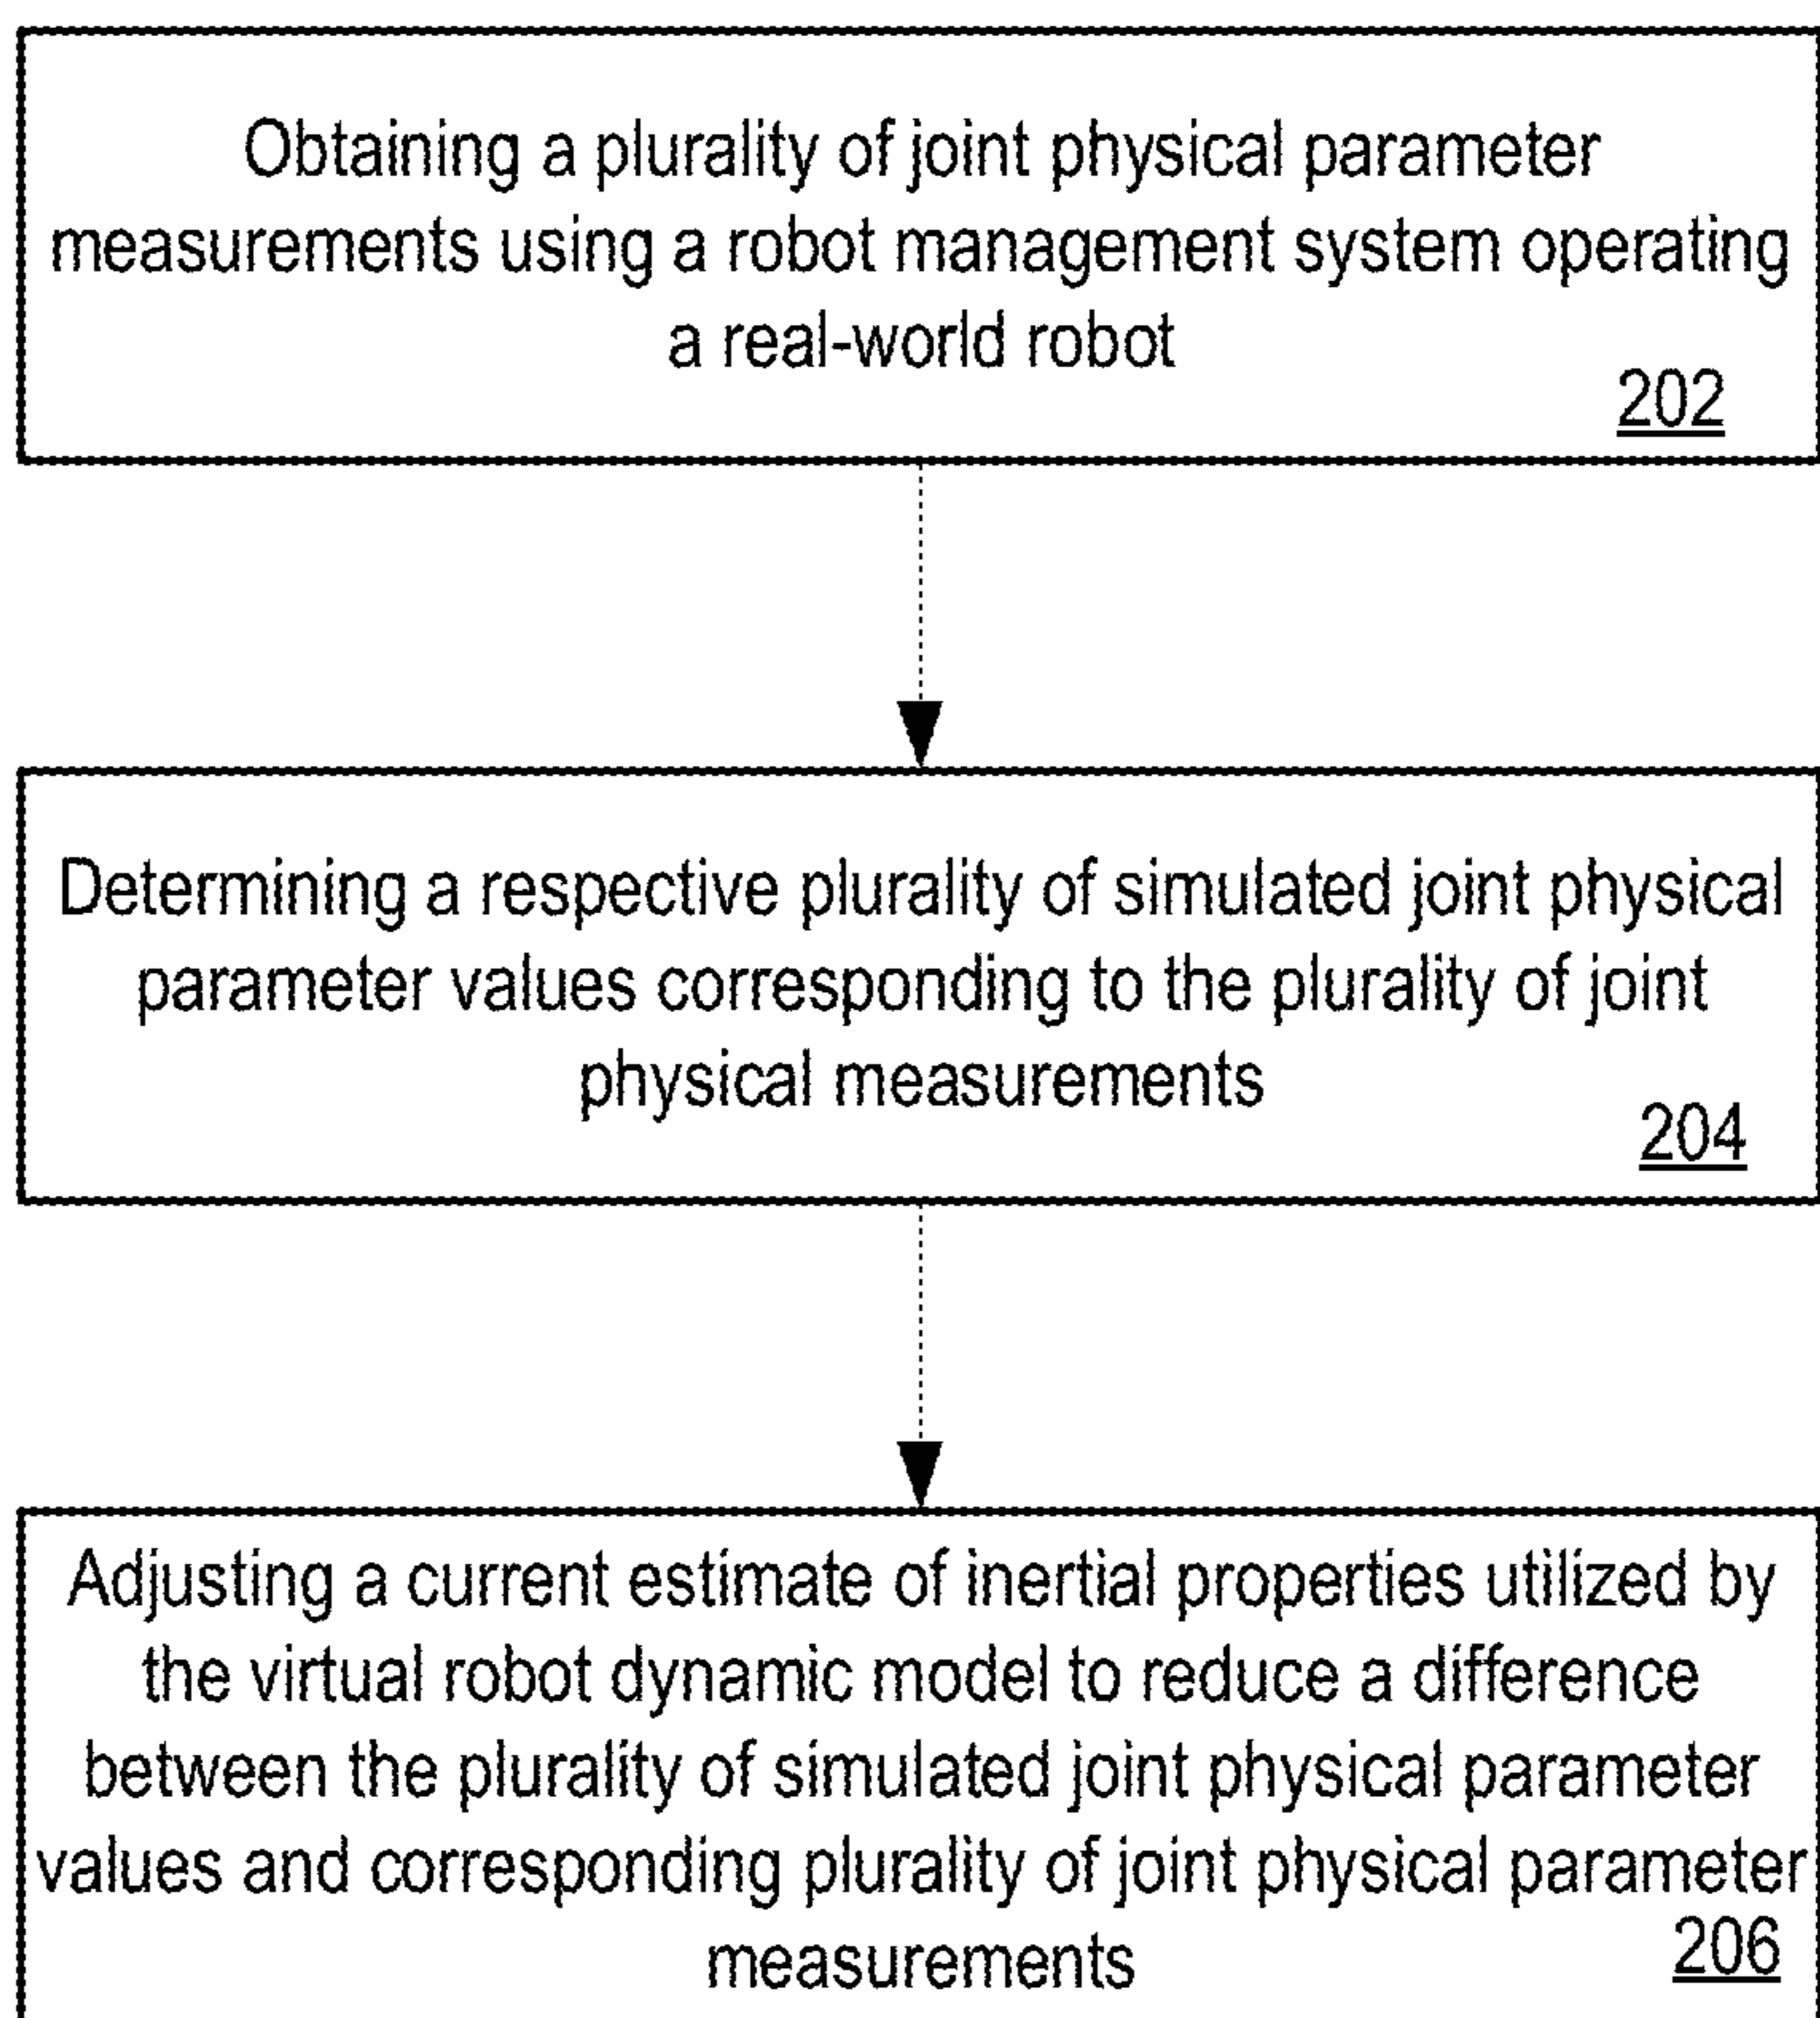 Obtaining a plurality of joint physical parameter
measurements using a robot management system operating
a real-world robot
202
Determining a respective plurality of simulated joint physical
parameter values corresponding to the plurality of joint
physical measurements
204
Adjusting a current estimate of inertial properties utilized by
the virtual robot dynamic model to reduce a difference
between the plurality of simulated joint physical parameter
values and corresponding plurality of joint physical parameter
measurements
206